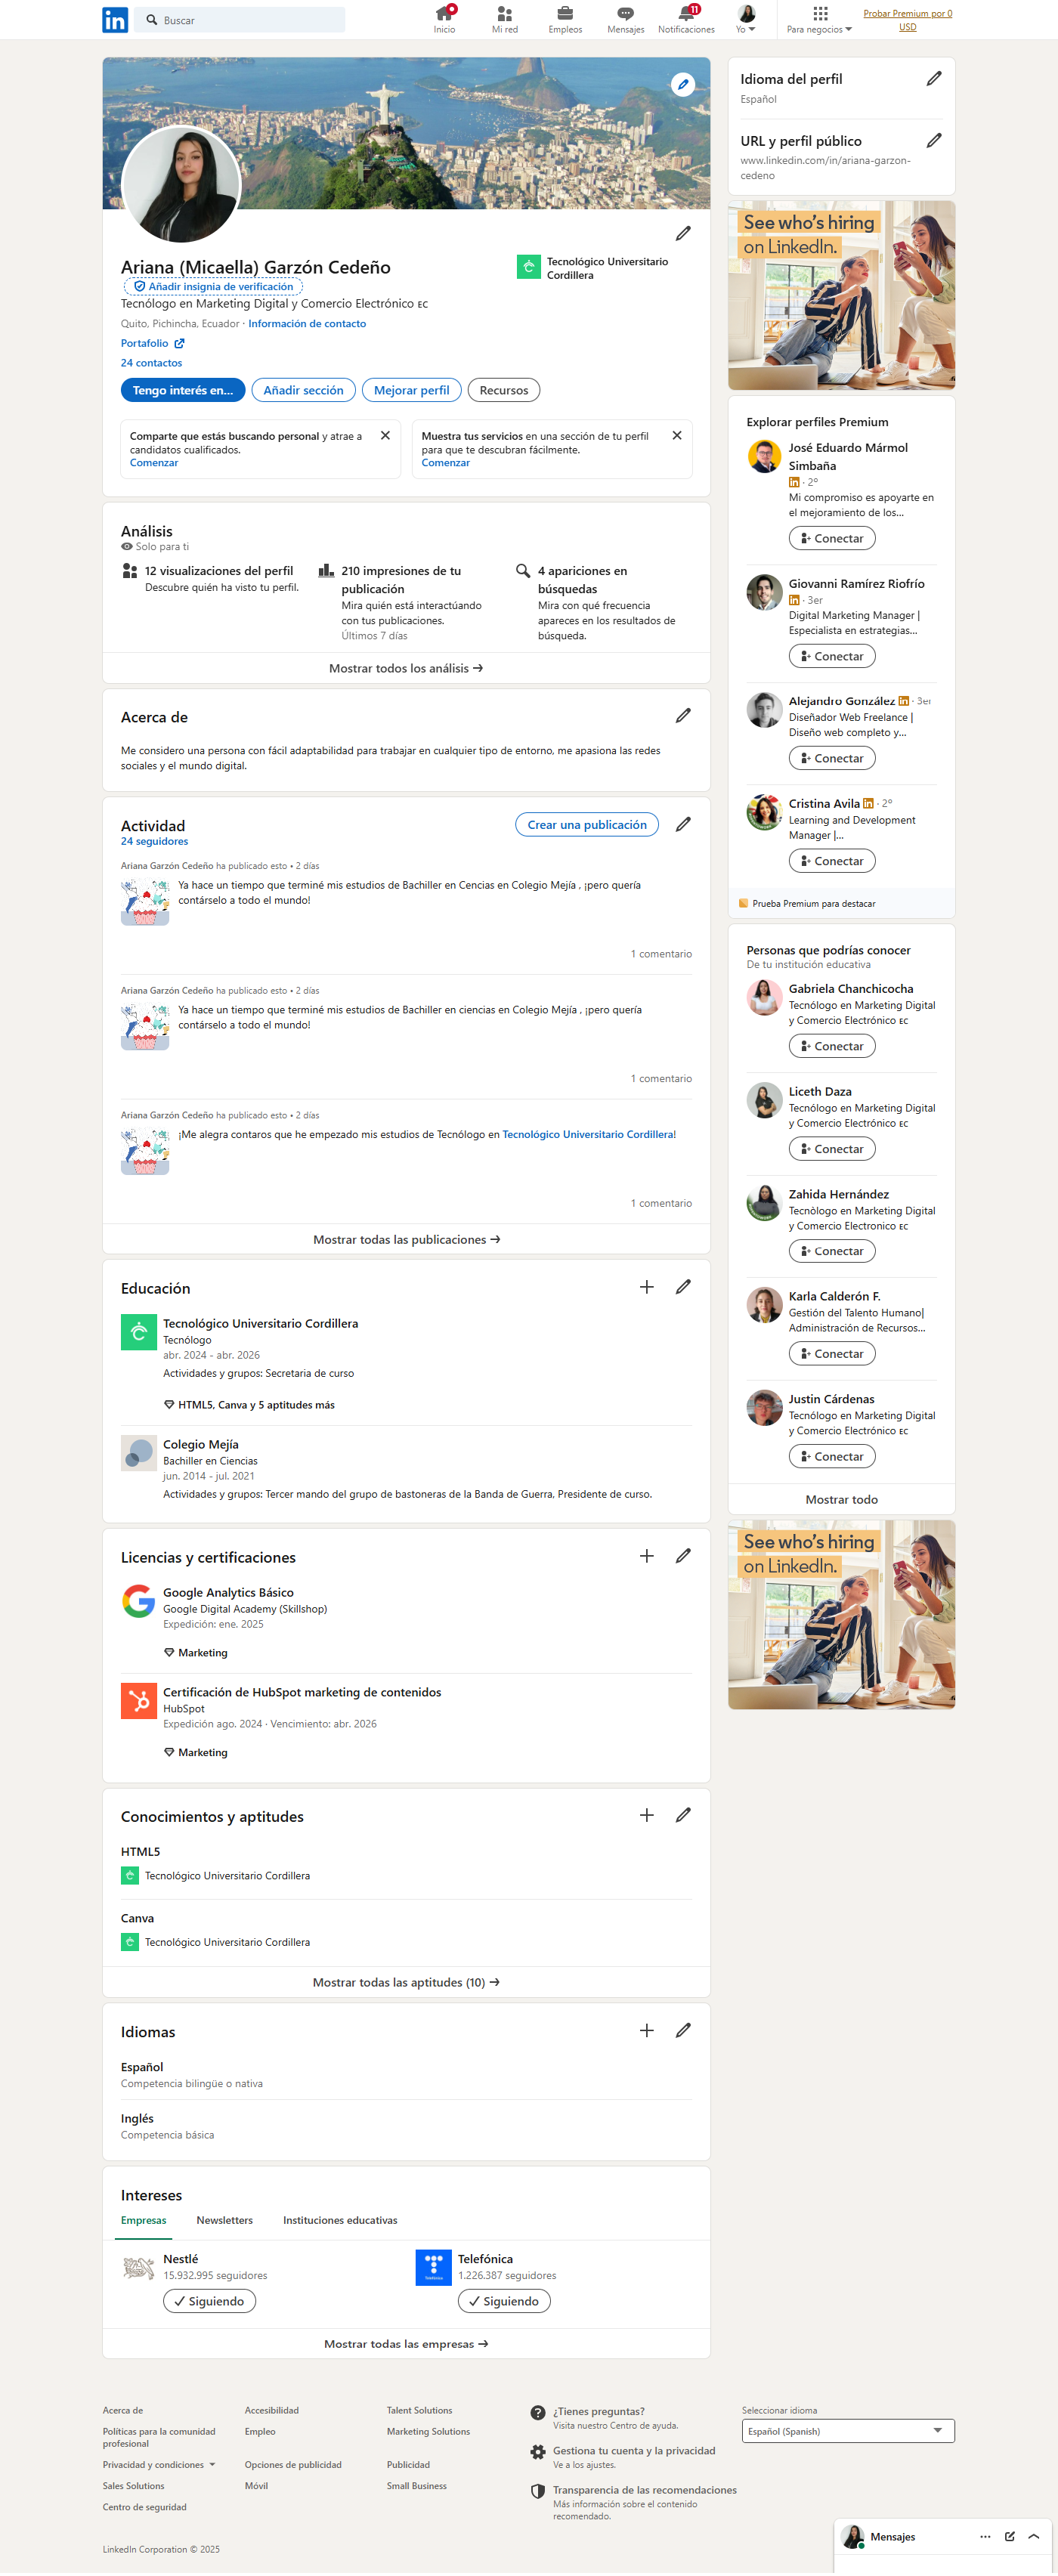 in
Buscar
Inicio
Mi red
Empleos
Mensajes
11
Notificaciones
Yo
Para negocios
Probar Premium por 0
USD
Ariana (Micaella) Garzón Cedeño
Añadir insignia de verificación
Tecnólogo en Marketing Digital y Comercio Electrónico EC
Quito, Pichincha, Ecuador · Información de contacto
Portafolio
24 contactos
Tecnológico Universitario
Cordillera
Tengo interés en...
Añadir sección
Mejorar perfil
Recursos
Comparte que estás buscando personal y atrae a
candidatos cualificados.
Comenzar
Muestra tus servicios en una sección de tu perfil
para que te descubran fácilmente.
Comenzar
Análisis
Solo para ti
12 visualizaciones del perfil
Descubre quién ha visto tu perfil.
210 impresiones de tu
publicación
Mira quién está interactuando
con tus publicaciones.
Últimos 7 días
4 apariciones en
búsquedas
Mira con qué frecuencia
apareces en los resultados de
búsqueda.
Mostrar todos los análisis →
Acerca de
Me considero una persona con fácil adaptabilidad para trabajar en cualquier tipo de entorno, me apasiona las redes
sociales y el mundo digital.
Actividad
24 seguidores
Crear una publicación
Ariana Garzón Cedeño ha publicado esto • 2 días
Ya hace un tiempo que terminé mis estudios de Bachiller en Cencias en Colegio Mejía , ¡pero quería
contárselo a todo el mundo!
1 comentario
Ariana Garzón Cedeño ha publicado esto • 2 días
Ya hace un tiempo que terminé mis estudios de Bachiller en ciencias en Colegio Mejía , ¡pero quería
contárselo a todo el mundo!
1 comentario
Ariana Garzón Cedeño ha publicado esto • 2 días
¡Me alegra contaros que he empezado mis estudios de Tecnólogo en Tecnológico Universitario Cordillera!
1 comentario
Mostrar todas las publicaciones →
Educación
Tecnológico Universitario Cordillera
Tecnólogo
abr. 2024 - abr. 2026
Actividades y grupos: Secretaria de curso
HTML5, Canva y 5 aptitudes más
Colegio Mejía
Bachiller en Ciencias
jun. 2014 - jul. 2021
Actividades y grupos: Tercer mando del grupo de bastoneras de la Banda de Guerra, Presidente de curso.
Licencias y certificaciones
Google Analytics Básico
Google Digital Academy (Skillshop)
Expedición: ene. 2025
Marketing
Certificación de HubSpot marketing de contenidos
HubSpot
Expedición ago. 2024 · Vencimiento: abr. 2026
Marketing
Conocimientos y aptitudes
HTML5
Tecnológico Universitario Cordillera
Canva
Tecnológico Universitario Cordillera
Mostrar todas las aptitudes (10) →
Idiomas
Español
Competencia bilingüe o nativa
Inglés
Competencia básica
Intereses
Empresas
Newsletters
Instituciones educativas
Nestlé
15.932.995 seguidores
Siguiendo
Telefónica
Telefónica
1.226.387 seguidores
Siguiendo
Mostrar todas las empresas →
Idioma del perfil
Español
URL y perfil público
www.linkedin.com/in/ariana-garzon-
cedeno
See who's hiring
on LinkedIn.
Explorar perfiles Premium
José Eduardo Mármol
Simbaña
in · 2º
Mi compromiso es apoyarte en
el mejoramiento de los...
Conectar
Giovanni Ramírez Riofrío
in · 3er
Digital Marketing Manager |
Especialista en estrategias...
Conectar
Alejandro González in · 3er
Diseñador Web Freelance |
Diseño web completo y...
Conectar
Cristina Avila in · 2º
Learning and Development
Manager |...
Conectar
Prueba Premium para destacar
Personas que podrías conocer
De tu institución educativa
Gabriela Chanchicocha
Tecnólogo en Marketing Digital
y Comercio Electrónico EC
Conectar
Liceth Daza
Tecnólogo en Marketing Digital
y Comercio Electrónico EC
Conectar
Zahida Hernández
Tecnólogo en Marketing Digital
y Comercio Electronico EC
Conectar
Karla Calderón F.
Gestión del Talento Humano|
Administración de Recursos...
Conectar
Justin Cárdenas
Tecnólogo en Marketing Digital
y Comercio Electrónico EC
Conectar
Mostrar todo
See who's hiring
on LinkedIn.
Acerca de
Accesibilidad
Talent Solutions
Políticas para la comunidad
profesional
Empleo
Marketing Solutions
Privacidad y condiciones
Opciones de publicidad
Publicidad
Sales Solutions
Móvil
Small Business
Centro de seguridad
¿Tienes preguntas?
Visita nuestro Centro de ayuda.
Gestiona tu cuenta y la privacidad
Ve a los ajustes.
Transparencia de las recomendaciones
Más información sobre el contenido
recomendado.
Seleccionar idioma
Español (Spanish)
LinkedIn Corporation © 2025
Mensajes